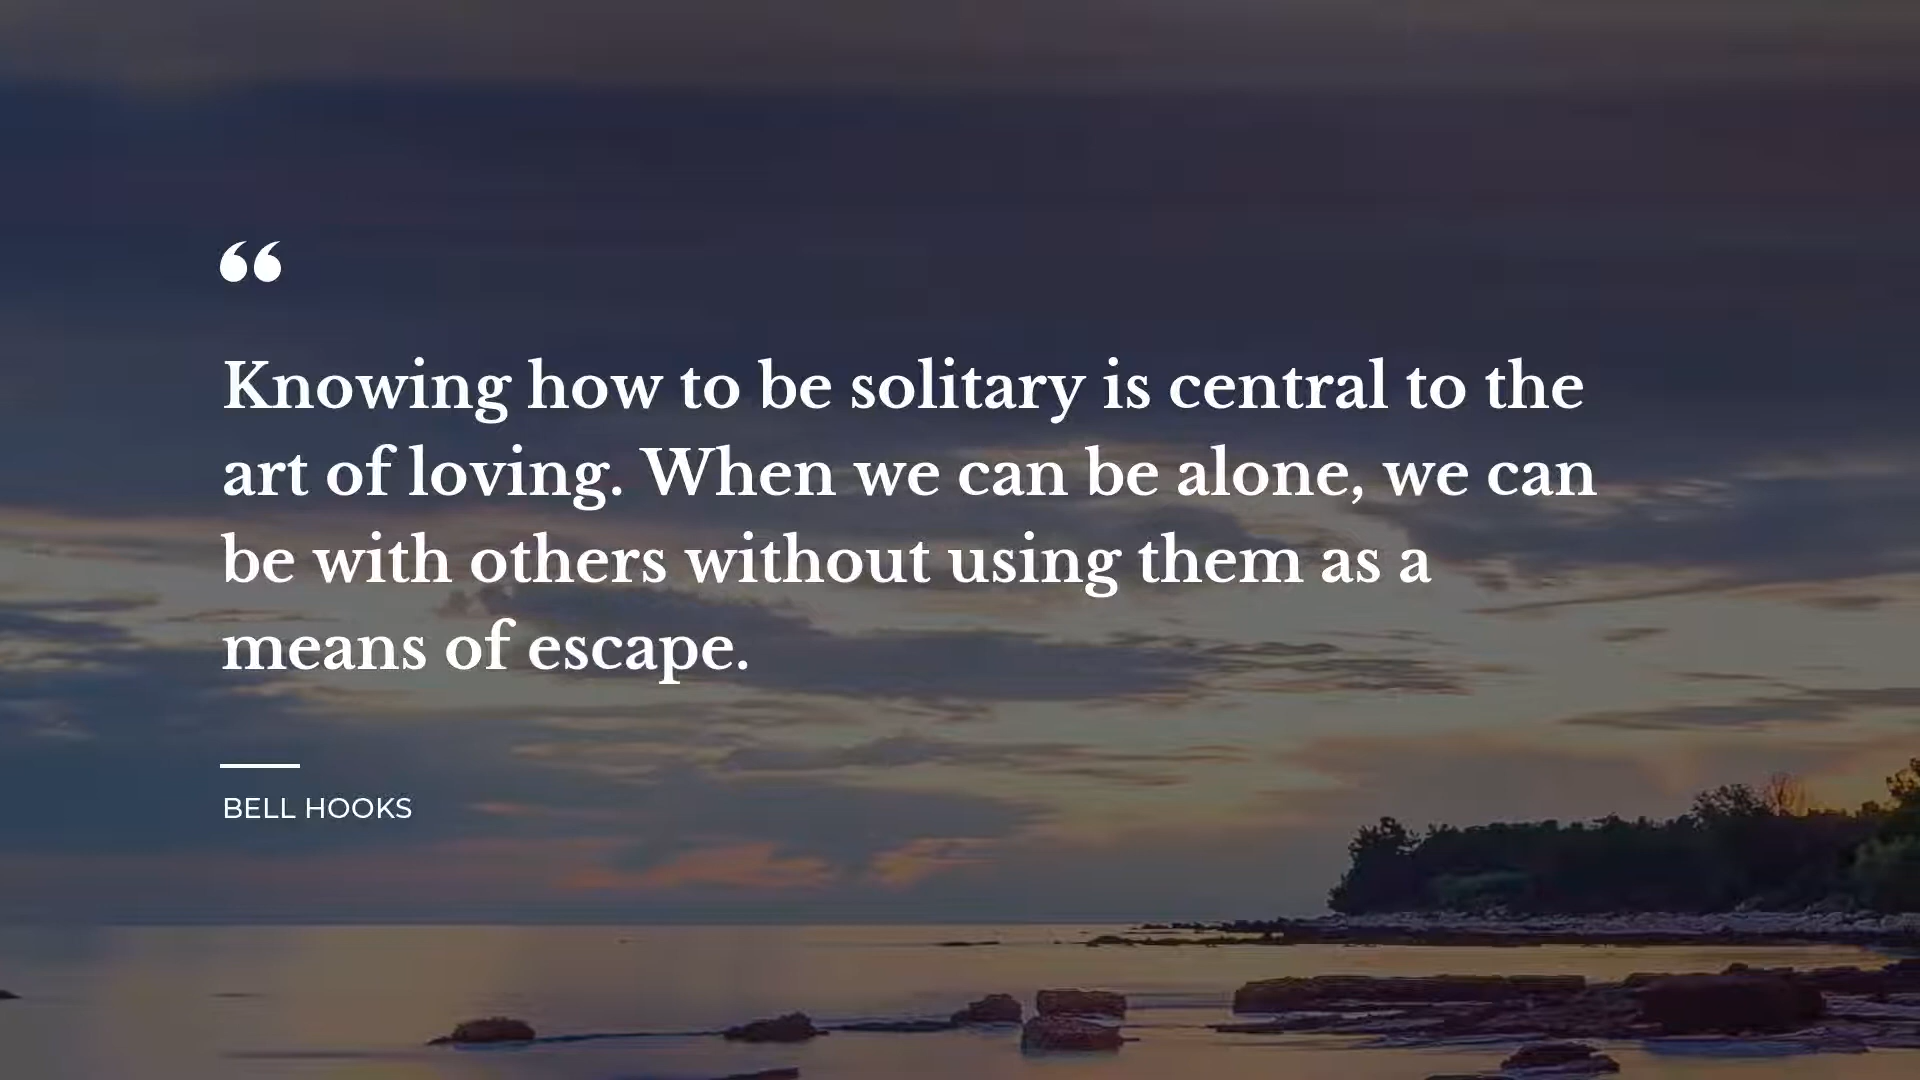 “
Knowing how to be solitary is central to the
art of loving. When we can be alone, we can
be with others without using them as a
means of escape.
BELL HOOKS